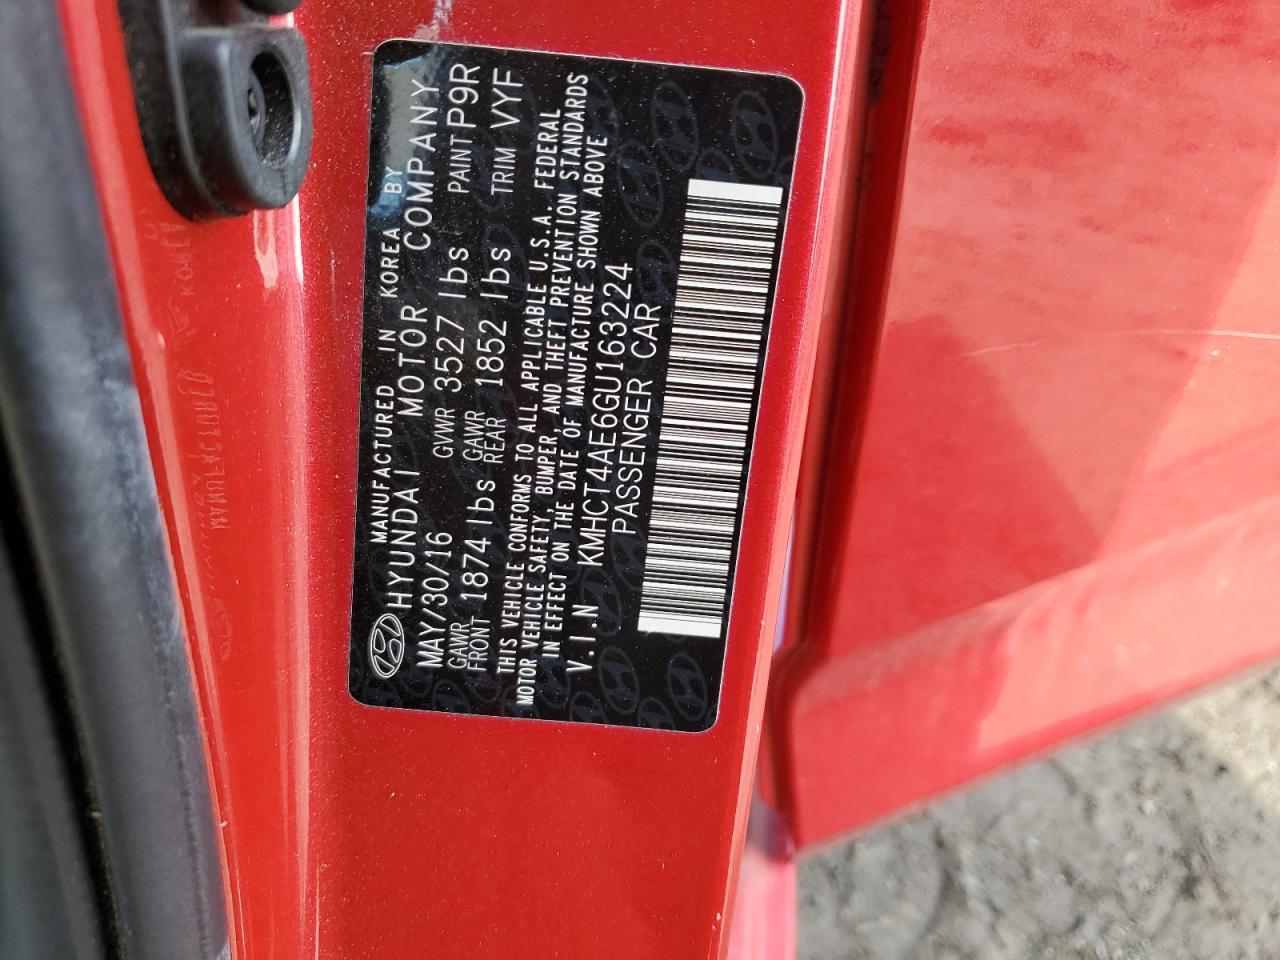 MANUFACTURED IN KOREA BY
HYUNDAI MOTOR COMPANY
MAY/30/16 GVWR 3527 lbs PAINT P9R
GAWR FRONT 1874 lbs GAWR REAR 1852 lbs TRIM VYF
THIS VEHICLE CONFORMS TO ALL APPLICABLE U.S.A. FEDERAL
MOTOR VEHICLE SAFETY, BUMPER AND THEFT PREVENTION STANDARDS
IN EFFECT ON THE DATE OF MANUFACTURE SHOWN ABOVE
V.I.N KMHCT4AE6GU163224
PASSENGER CAR